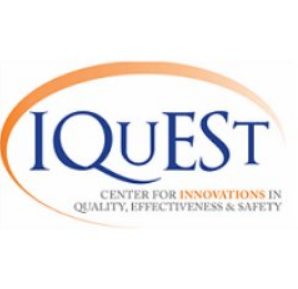 IQuESt
CENTER FOR INNOVATIONS IN
QUALITY, EFFECTIVENESS & SAFETY